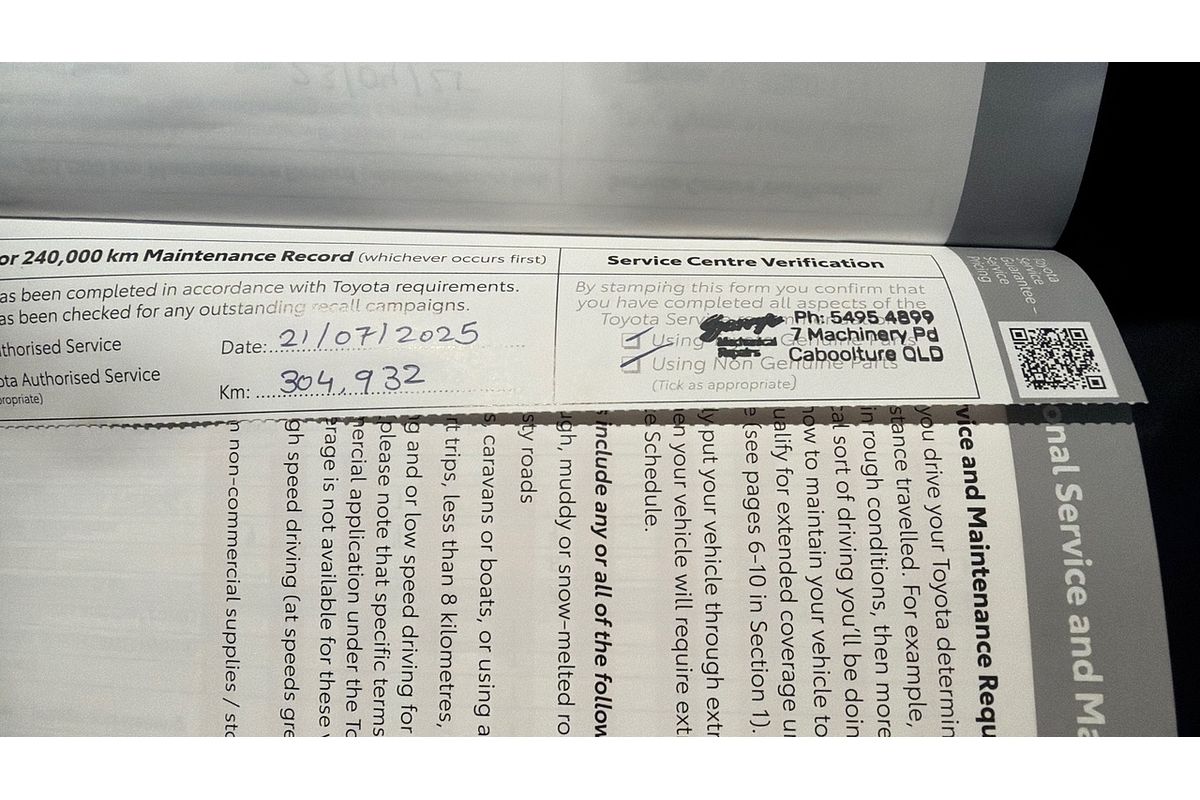 or 240,000 km Maintenance Record (whichever occurs first)
as been completed in accordance with Toyota requirements.
as been checked for any outstanding recall campaigns.
thorised Service
ota Authorised Service
ropriate)
Date: 21/07/2025
Km: 304,932
Service Centre Verification
By stamping this form you confirm that
you have completed all aspects of the
Toyota
Using Genuine Parts
Using Non Genuine Parts
(Tick as appropriate)
Mechanical
Repairs
Ph: 5495 4899
7 Machinery Pd
Caboolture QLD
Toyota
Service
Guarantee –
Service
Pricing
onal Service and Ma
vice and Maintenance Requ
you drive your Toyota determin
stance travelled. For example,
in rough conditions, then more
al sort of driving you'll be doin
how to maintain your vehicle to
ualify for extended coverage u
e (see pages 6–10 in Section 1).
ly put your vehicle through extr
en your vehicle will require ext
e Schedule.
s include any or all of the follow
ugh, muddy or snow-melted ro
sty roads
s, caravans or boats, or using a
rt trips, less than 8 kilometres,
g and or low speed driving for
please note that specific terms
mercial application under the To
erage is not available for these v
gh speed driving (at speeds gre
n non-commercial supplies / sto